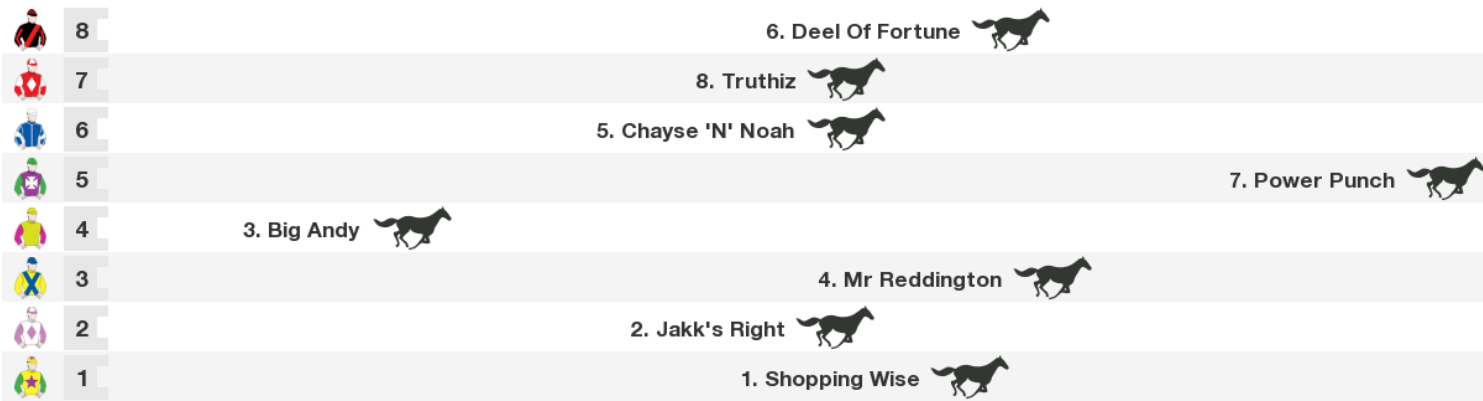 8 6. Deel Of Fortune
7 8. Truthiz
6 5. Chayse 'N' Noah
5 7. Power Punch
4 3. Big Andy
3 4. Mr Reddington
2 2. Jakk's Right
1 1. Shopping Wise